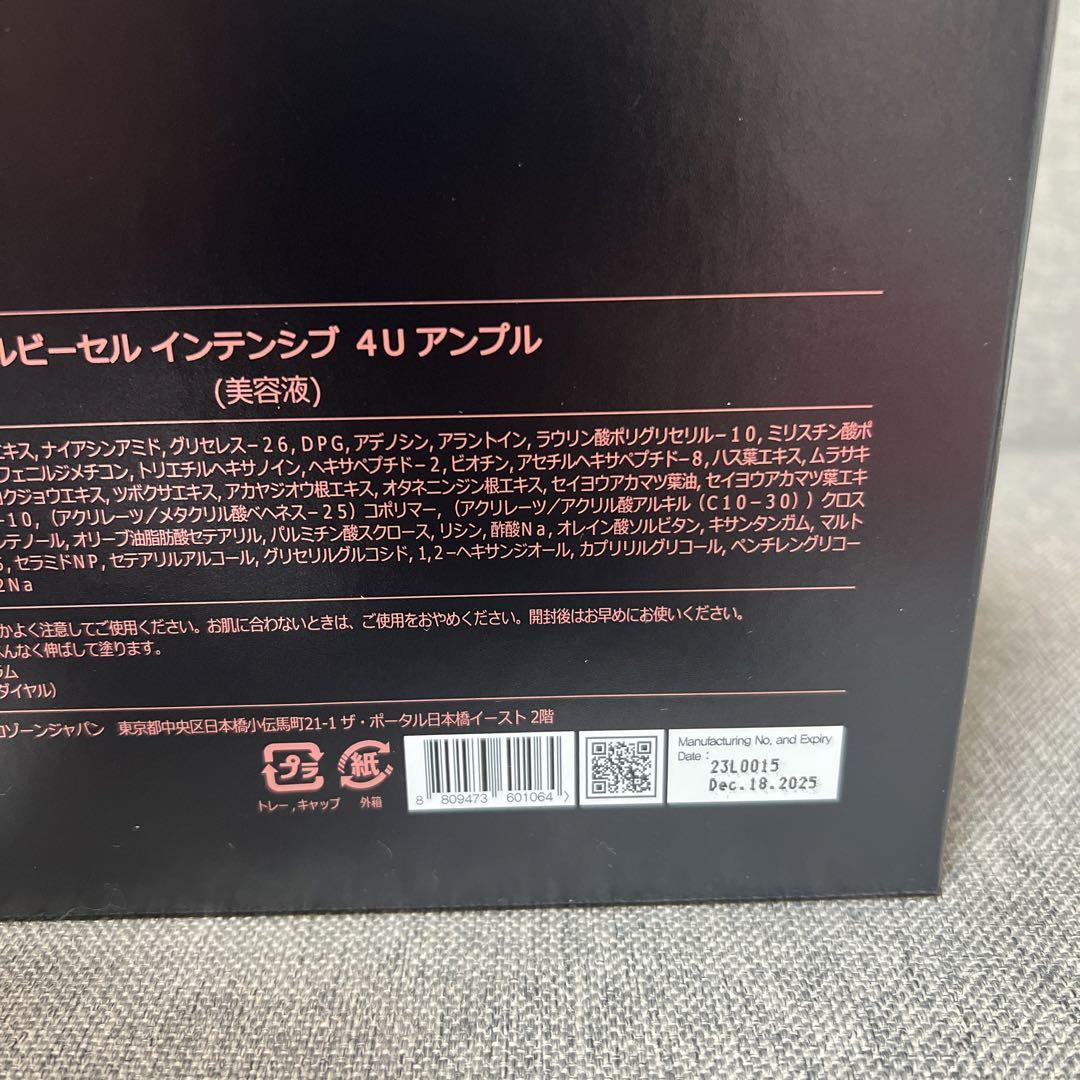 ルビーセル インテンシブ 4U アンプル
(美容液)
エキス, ナイアシンアミド, グリセレス−26, DPG, アデノシン, アラントイン, ラウリン酸ポリグリセリル−10, ミリスチン酸ポ
フェニルジメチコン, トリエチルヘキサノイン, ヘキサペプチド−2, ビオチン, アセチルヘキサペプチド−8, ハス葉エキス, ムラサキ
クジョウエキス, ツボクサエキス, アカヤジオウ根エキス, オタネニンジン根エキス, セイヨウアカマツ葉油, セイヨウアカマツ葉エキ
−10, (アクリレーツ/メタクリル酸ベヘネス−25) コポリマー, (アクリレーツ/アクリル酸アルキル (C10−30)) クロス
テノール, オリーブ油脂肪酸セテアリル, パルミチン酸スクロース, リシン, 酢酸Na, オレイン酸ソルビタン, キサンタンガム, マルト
, セラミドNP, セテアリルアルコール, グリセリルグルコシド, 1,2−ヘキサンジオール, カプリリルグリコール, ペンチレングリコー
2Na
かよく注意してご使用ください。お肌に合わないときは、ご使用をおやめください。開封後はお早めにお使いください。
んなく伸ばして塗ります。
ラム
ダイヤル)
ゾーンジャパン 東京都中央区日本橋小伝馬町21-1 ザ・ポータル日本橋イースト 2階
プラ
紙
トレー, キャップ
外箱
8 809473 601064 >
Manufacturing No. and Expiry
Date :
23L0015
Dec.18.2025